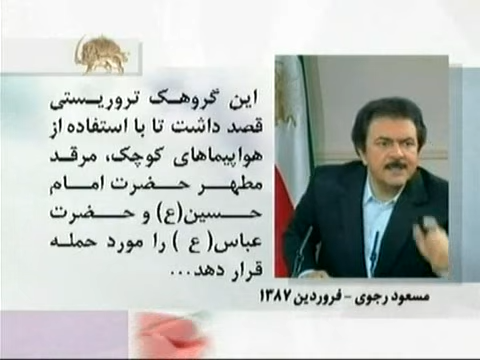 این گروهک تروریستی
قصد داشت تا با استفاده از
هواپیماهای کوچک، مرقد
مطهر حضرت امام
حسین(ع) و حضرت
عباس( ع ) را مورد حمله
قرار دهد...
مسعود رجوی - فروردین ۱۳۸۷